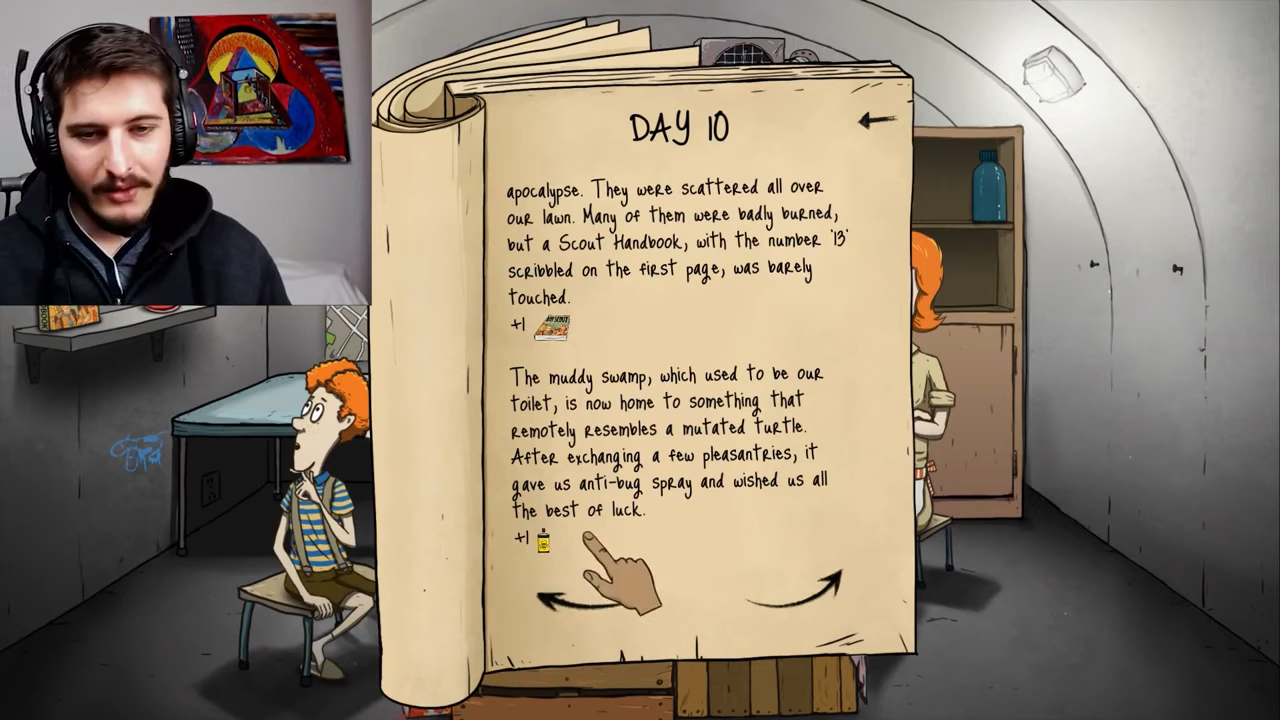 DAY 10
apocalypse. They were scattered all over
our lawn. Many of them were badly burned,
but a Scout Handbook, with the number '13'
scribbled on the first page, was barely
touched.
+1
The muddy swamp, which used to be our
toilet, is now home to something that
remotely resembles a mutated turtle.
After exchanging a few pleasantries, it
gave us anti-bug spray and wished us all
the best of luck.
+1